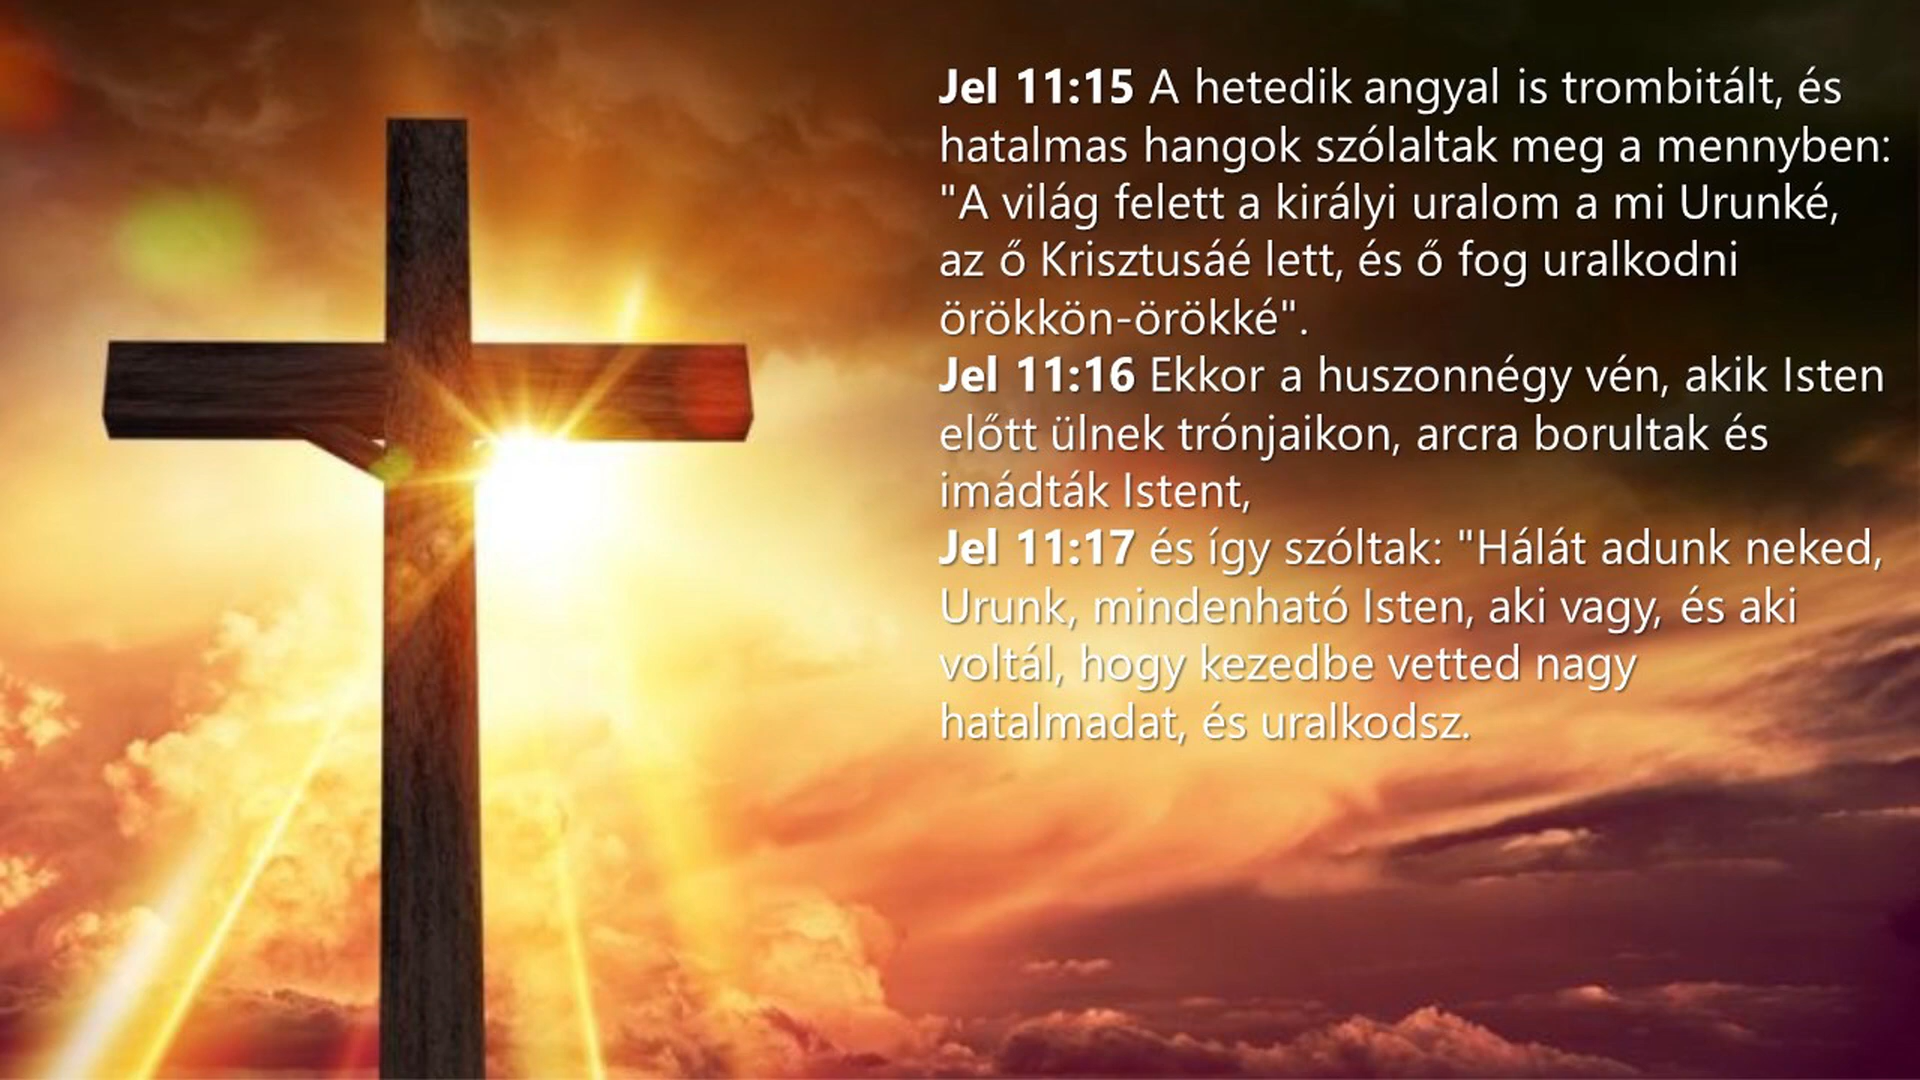 Jel 11:15 A hetedik angyal is trombitált, és
hatalmas hangok szólaltak meg a mennyben:
"A világ felett a királyi uralom a mi Urunké,
az ő Krisztusáé lett, és ő fog uralkodni
örökkön-örökké".
Jel 11:16 Ekkor a huszonnégy vén, akik Isten
előtt ülnek trónjaikon, arcra borultak és
imádták Istent,
Jel 11:17 és így szóltak: "Hálát adunk neked,
Urunk, mindenható Isten, aki vagy, és aki
voltál, hogy kezedbe vetted nagy
hatalmadat, és uralkodsz.